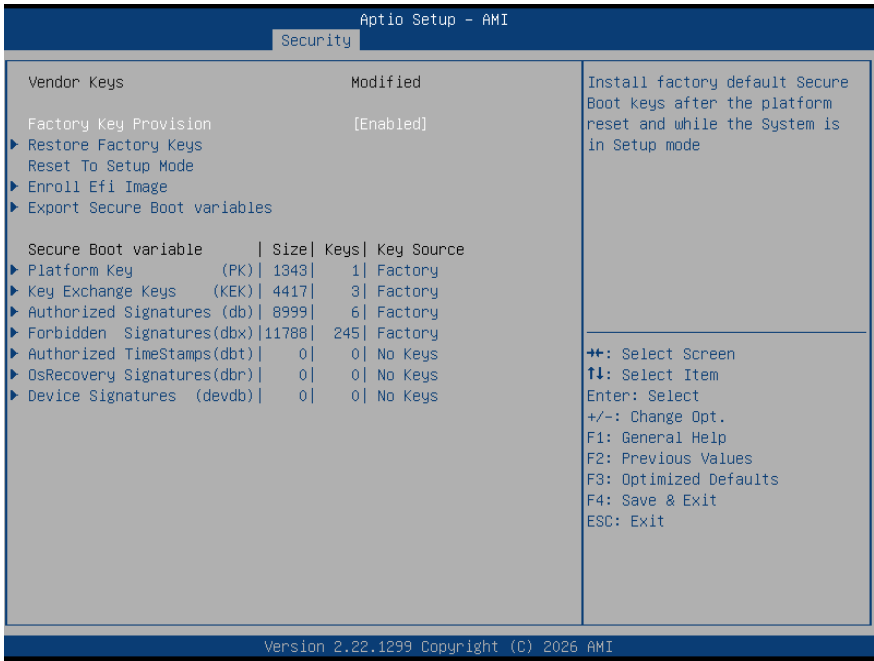 Aptio Setup – AMI
Security
Vendor Keys Modified
Factory Key Provision [Enabled]
Restore Factory Keys
Reset To Setup Mode
Enroll Efi Image
Export Secure Boot variables
Secure Boot variable | Size| Keys| Key Source
Platform Key (PK)| 1343| 1| Factory
Key Exchange Keys (KEK)| 4417| 3| Factory
Authorized Signatures (db)| 8999| 6| Factory
Forbidden Signatures(dbx)|11788| 245| Factory
Authorized TimeStamps(dbt)| 0| 0| No Keys
OsRecovery Signatures(dbr)| 0| 0| No Keys
Device Signatures (devdb)| 0| 0| No Keys
Install factory default Secure
Boot keys after the platform
reset and while the System is
in Setup mode
→←: Select Screen
↑↓: Select Item
Enter: Select
+/-: Change Opt.
F1: General Help
F2: Previous Values
F3: Optimized Defaults
F4: Save & Exit
ESC: Exit
Version 2.22.1299 Copyright (C) 2026 AMI